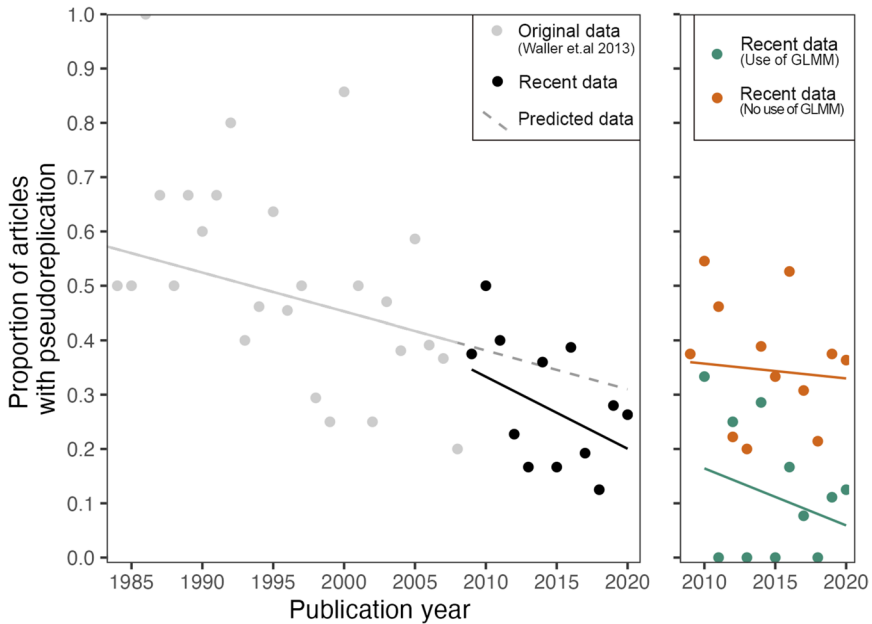 Proportion of articles
with pseudoreplication
1.0
0.9
0.8
0.7
0.6
0.5
0.4
0.3
0.2
0.1
0.0
Original data
(Waller et.al 2013)
Recent data
Predicted data
1985
1990
1995
2000
2005
2010
2015
2020
Publication year
Recent data
(Use of GLMM)
Recent data
(No use of GLMM)
2010
2015
2020